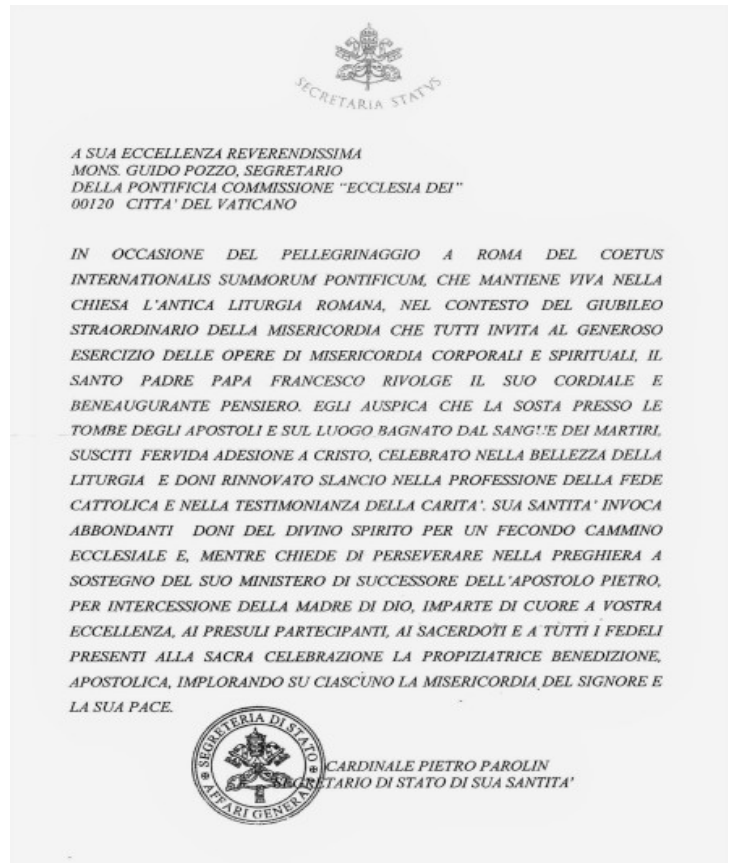 SECRETARIA STATVS
A SUA ECCELLENZA REVERENDISSIMA
MONS. GUIDO POZZO, SEGRETARIO
DELLA PONTIFICIA COMMISSIONE “ECCLESIA DEI”
00120 CITTA' DEL VATICANO
IN OCCASIONE DEL PELLEGRINAGGIO A ROMA DEL COETUS
INTERNATIONALIS SUMMORUM PONTIFICUM, CHE MANTIENE VIVA NELLA
CHIESA L'ANTICA LITURGIA ROMANA, NEL CONTESTO DEL GIUBILEO
STRAORDINARIO DELLA MISERICORDIA CHE TUTTI INVITA AL GENEROSO
ESERCIZIO DELLE OPERE DI MISERICORDIA CORPORALI E SPIRITUALI, IL
SANTO PADRE PAPA FRANCESCO RIVOLGE IL SUO CORDIALE E
BENEAUGURANTE PENSIERO. EGLI AUSPICA CHE LA SOSTA PRESSO LE
TOMBE DEGLI APOSTOLI E SUL LUOGO BAGNATO DAL SANGUE DEI MARTIRI,
SUSCITI FERVIDA ADESIONE A CRISTO, CELEBRATO NELLA BELLEZZA DELLA
LITURGIA E DONI RINNOVATO SLANCIO NELLA PROFESSIONE DELLA FEDE
CATTOLICA E NELLA TESTIMONIANZA DELLA CARITA'. SUA SANTITA' INVOCA
ABBONDANTI DONI DEL DIVINO SPIRITO PER UN FECONDO CAMMINO
ECCLESIALE E, MENTRE CHIEDE DI PERSEVERARE NELLA PREGHIERA A
SOSTEGNO DEL SUO MINISTERO DI SUCCESSORE DELL'APOSTOLO PIETRO,
PER INTERCESSIONE DELLA MADRE DI DIO, IMPARTE DI CUORE A VOSTRA
ECCELLENZA, AI PRESULI PARTECIPANTI, AI SACERDOTI E A TUTTI I FEDELI
PRESENTI ALLA SACRA CELEBRAZIONE LA PROPIZIATRICE BENEDIZIONE,
APOSTOLICA, IMPLORANDO SU CIASCUNO LA MISERICORDIA DEL SIGNORE E
LA SUA PACE.
SEGRETERIA DI STATO
AFFARI GENERALI
CARDINALE PIETRO PAROLIN
SEGRETARIO DI STATO DI SUA SANTITA'